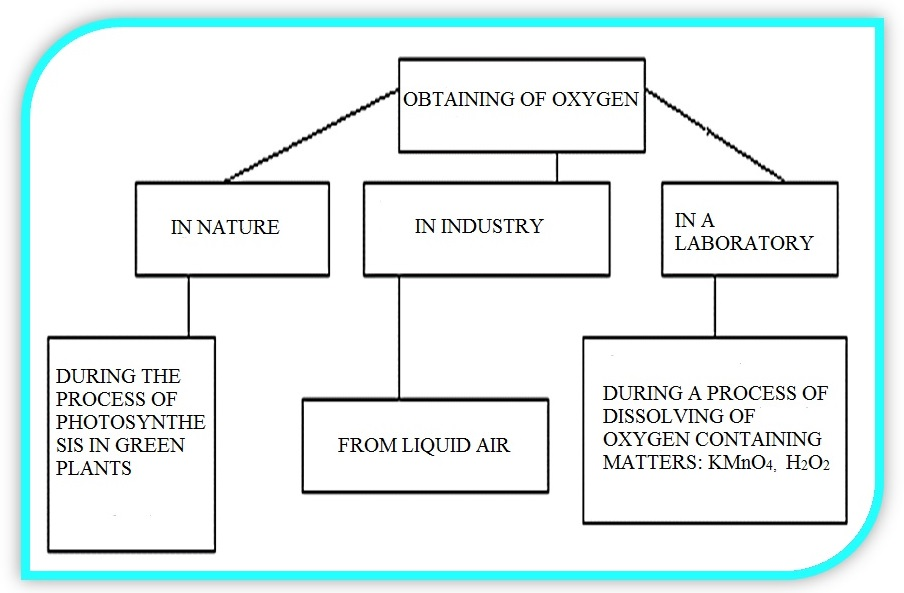 OBTAINING OF OXYGEN
IN NATURE
IN INDUSTRY
IN A
LABORATORY
DURING THE
PROCESS OF
PHOTOSYNTHE
SIS IN GREEN
PLANTS
FROM LIQUID AIR
DURING A PROCESS OF
DISSOLVING OF
OXYGEN CONTAINING
MATTERS: KMnO4, H2O2